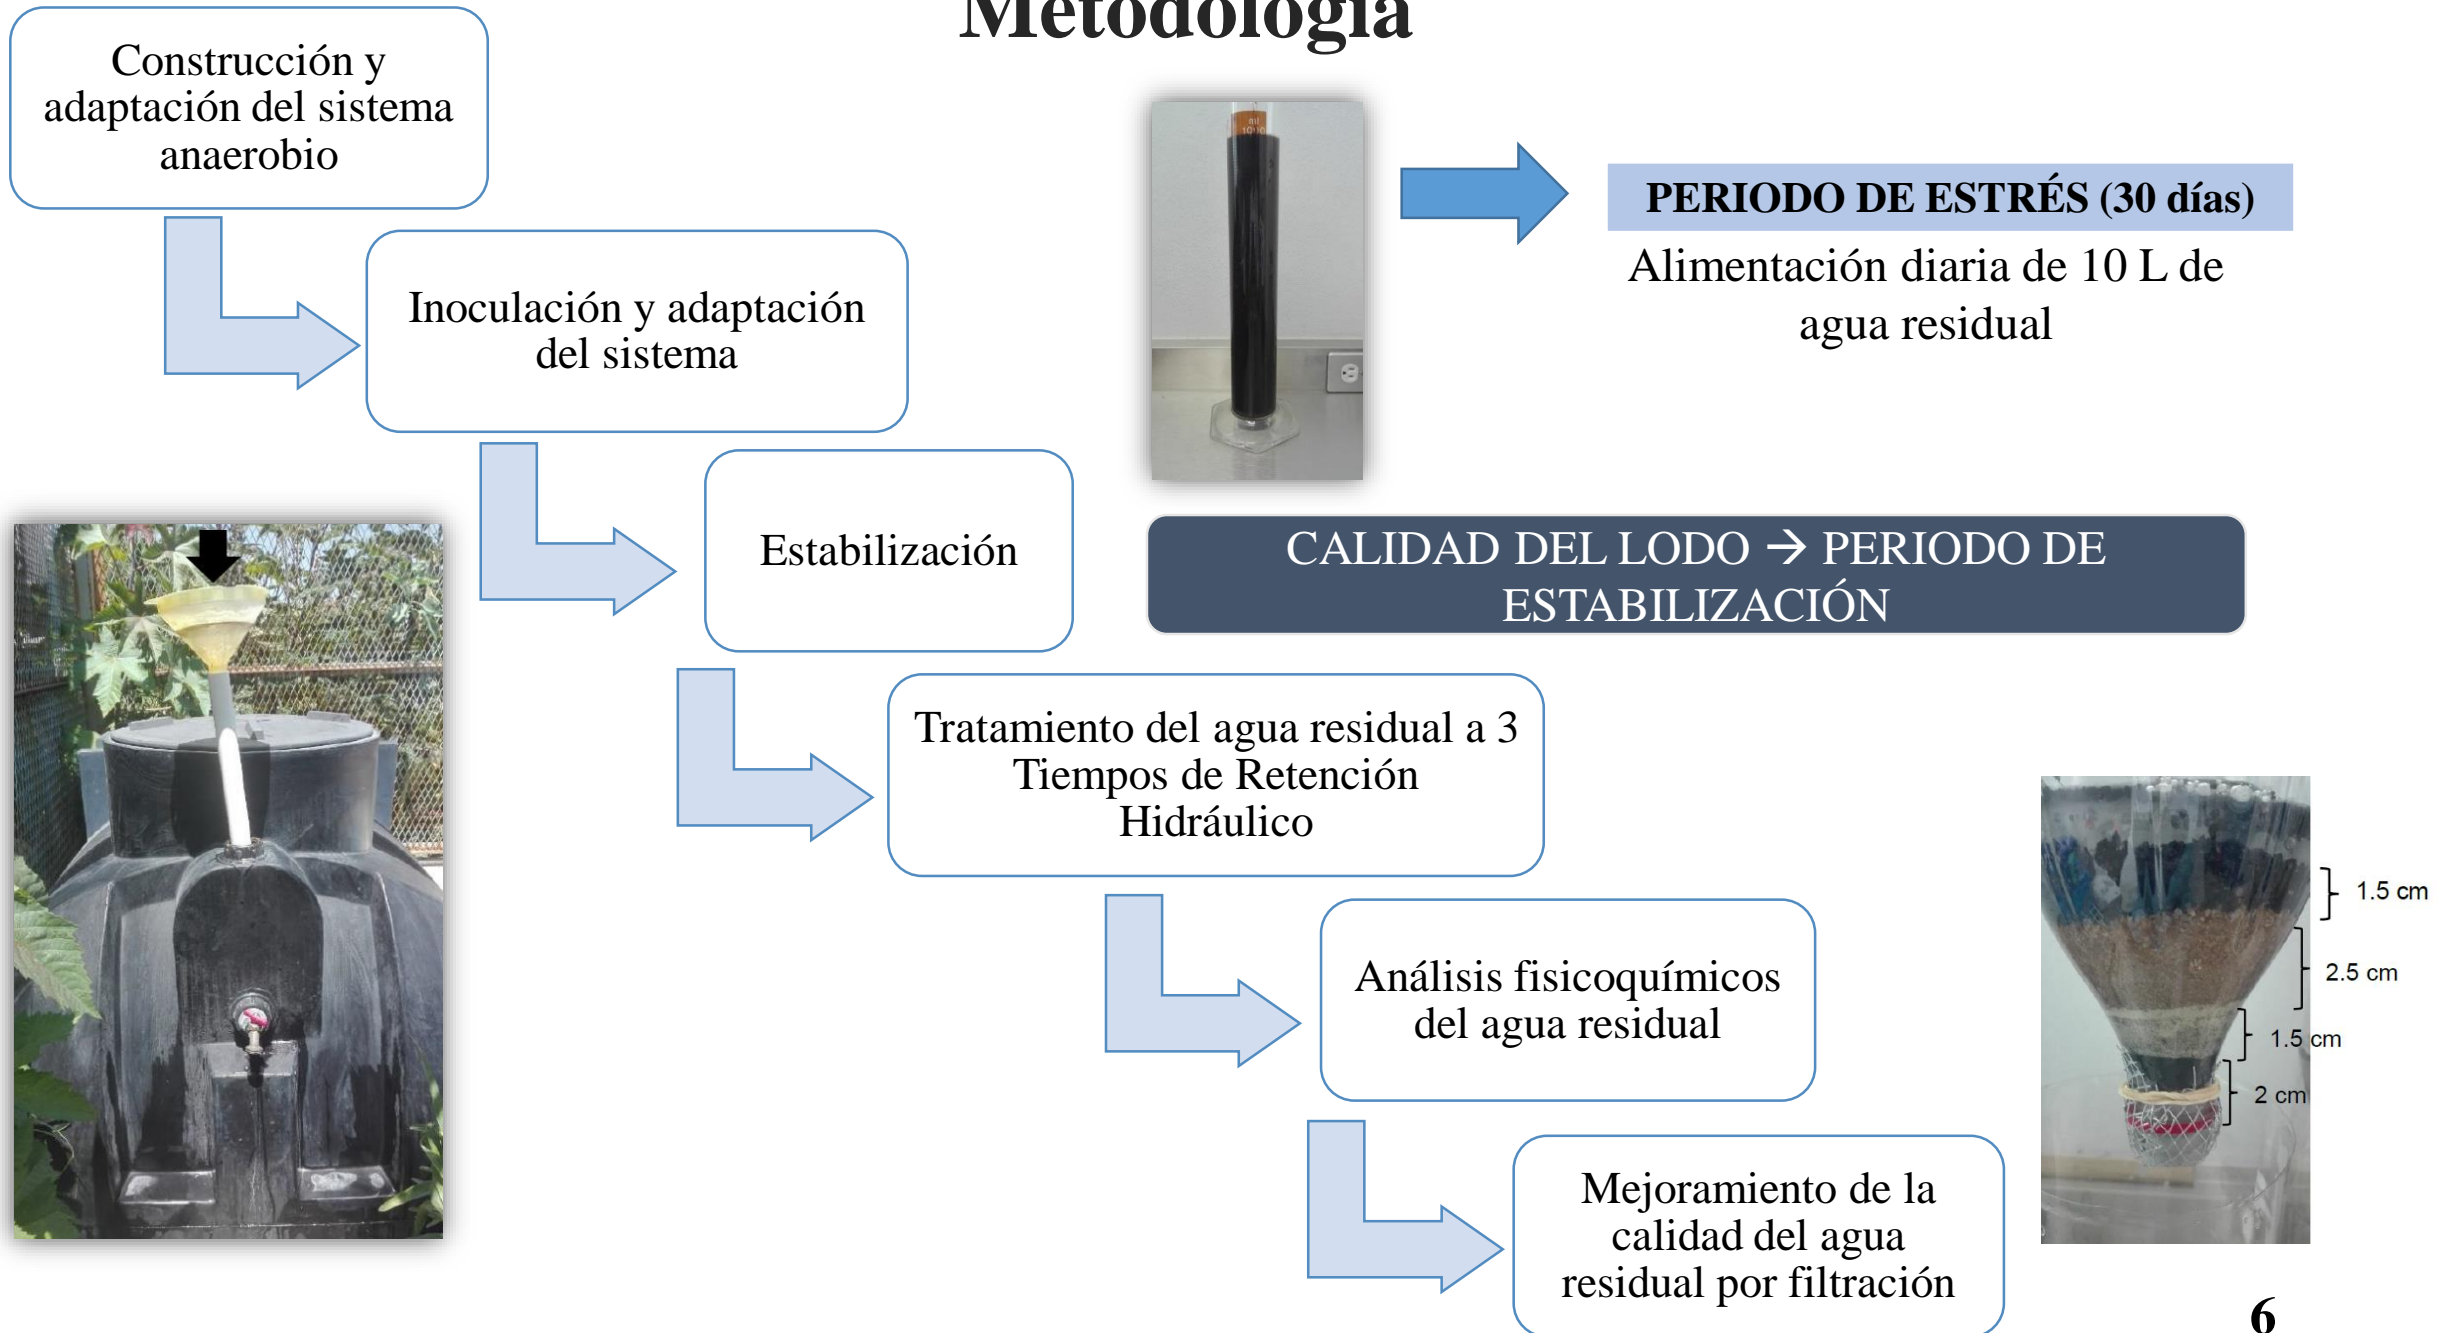 Metodología
Construcción y
adaptación del sistema
anaerobio
Inoculación y adaptación
del sistema
Estabilización
Tratamiento del agua residual a 3
Tiempos de Retención
Hidráulico
Análisis fisicoquímicos
del agua residual
Mejoramiento de la
calidad del agua
residual por filtración
ml
1000
PERIODO DE ESTRÉS (30 días)
Alimentación diaria de 10 L de
agua residual
CALIDAD DEL LODO → PERIODO DE
ESTABILIZACIÓN
1.5 cm
2.5 cm
1.5 cm
2 cm
6